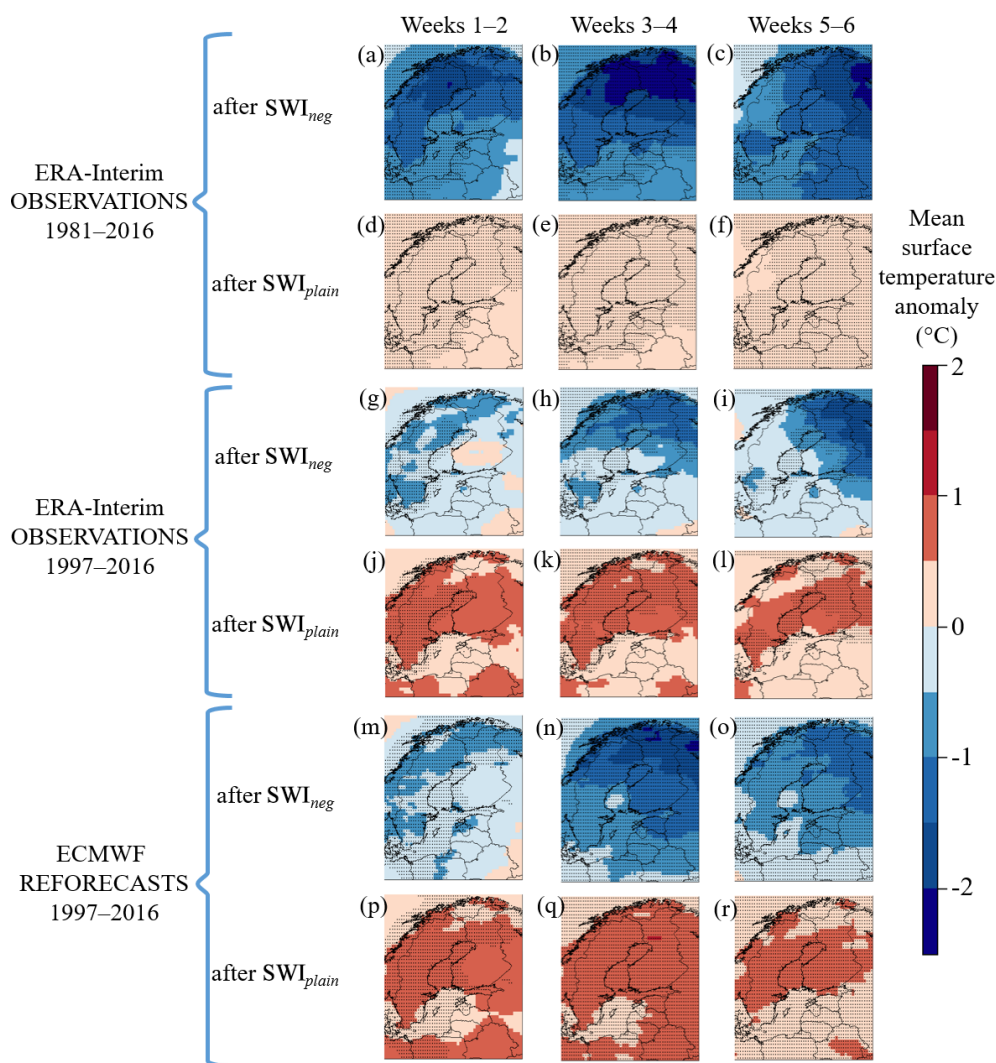 Weeks 1–2 Weeks 3–4 Weeks 5–6
(a) (b) (c)
after SWIneg
ERA-Interim
OBSERVATIONS
1981–2016
(d) (e) (f)
after SWIplain
Mean
surface
temperature
anomaly
(°C)
2
1
0
-1
-2
(g) (h) (i)
after SWIneg
ERA-Interim
OBSERVATIONS
1997–2016
(j) (k) (l)
after SWIplain
(m) (n) (o)
after SWIneg
ECMWF
REFORECASTS
1997–2016
(p) (q) (r)
after SWIplain